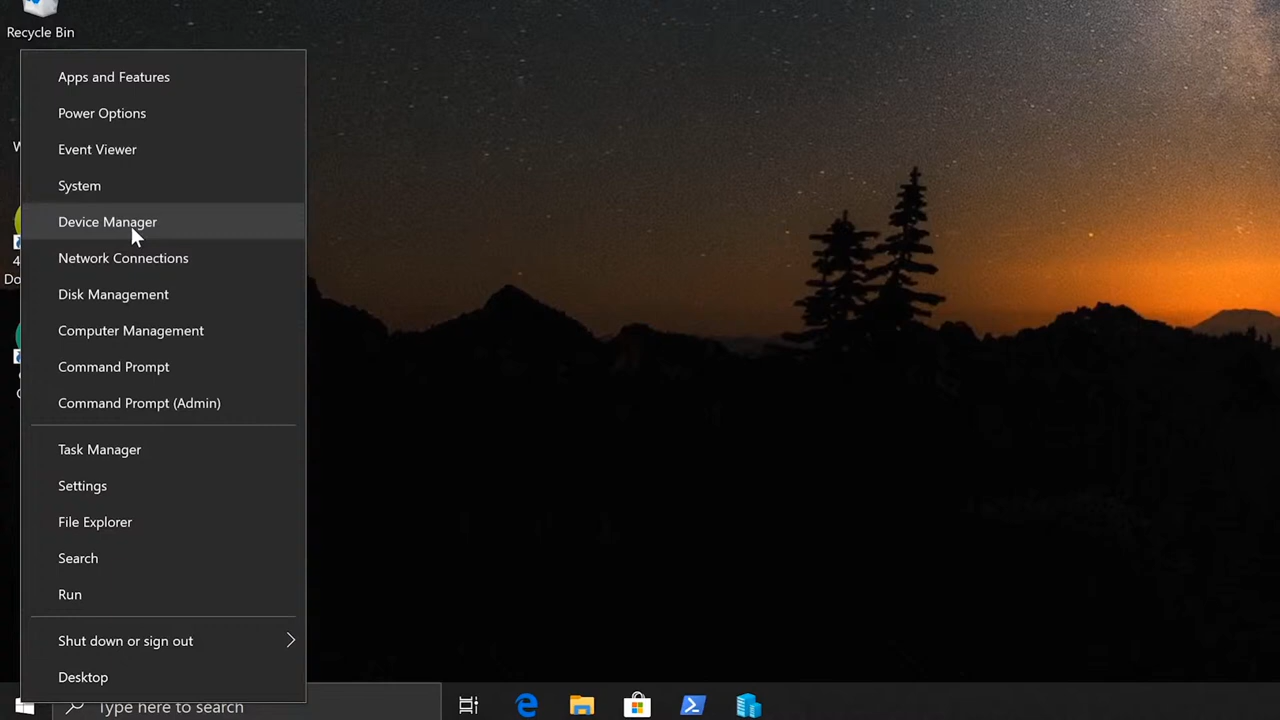 Recycle Bin
Apps and Features
Power Options
Event Viewer
System
Device Manager
Network Connections
Disk Management
Computer Management
Command Prompt
Command Prompt (Admin)
Task Manager
Settings
File Explorer
Search
Run
Shut down or sign out
Desktop
Type here to search